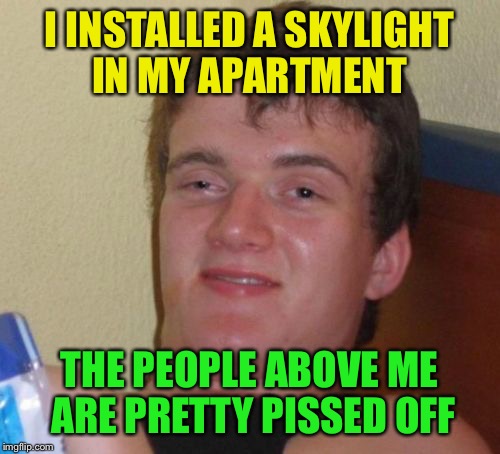 I INSTALLED A SKYLIGHT
IN MY APARTMENT
THE PEOPLE ABOVE ME
ARE PRETTY PISSED OFF
imgflip.com